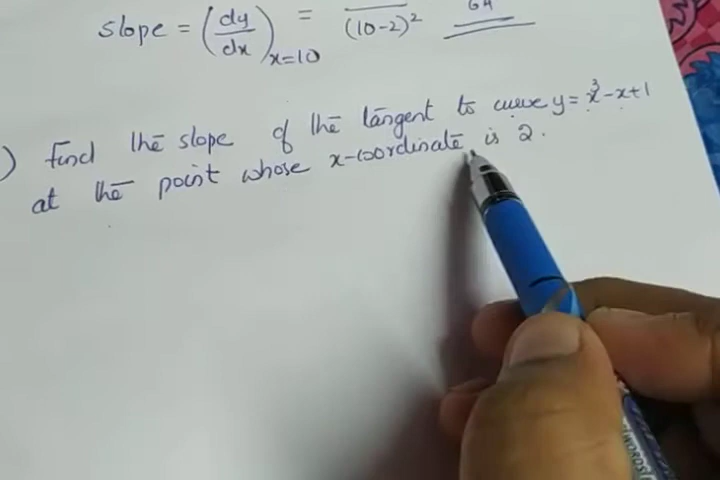 slope = (dy/dx)x=10 = ―/(10-2)² 64
) Find the slope of the tangent to curve y = x³-x+1
at the point whose x-coordinate is 2.